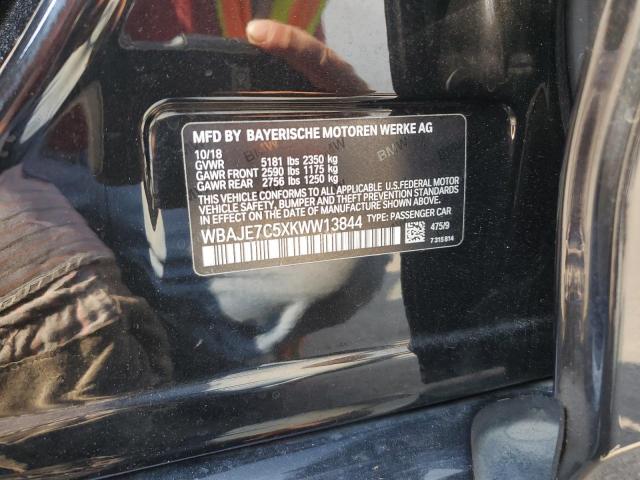 MFD BY BAYERISCHE MOTOREN WERKE AG
10/18
GVWR 5181 lbs 2350 kg
GAWR FRONT 2590 lbs 1175 kg
GAWR REAR 2756 lbs 1250 kg
THIS VEHICLE CONFORMS TO ALL APPLICABLE U.S.FEDERAL MOTOR
VEHICLE SAFETY, BUMPER, AND THEFT PREVENTION STANDARDS
IN EFFECT ON THE DATE OF MANUFACTURE SHOWN ABOVE.
WBAJE7C5XKWW13844 TYPE: PASSENGER CAR
475/9
7 315 814
BMW BMW BMW